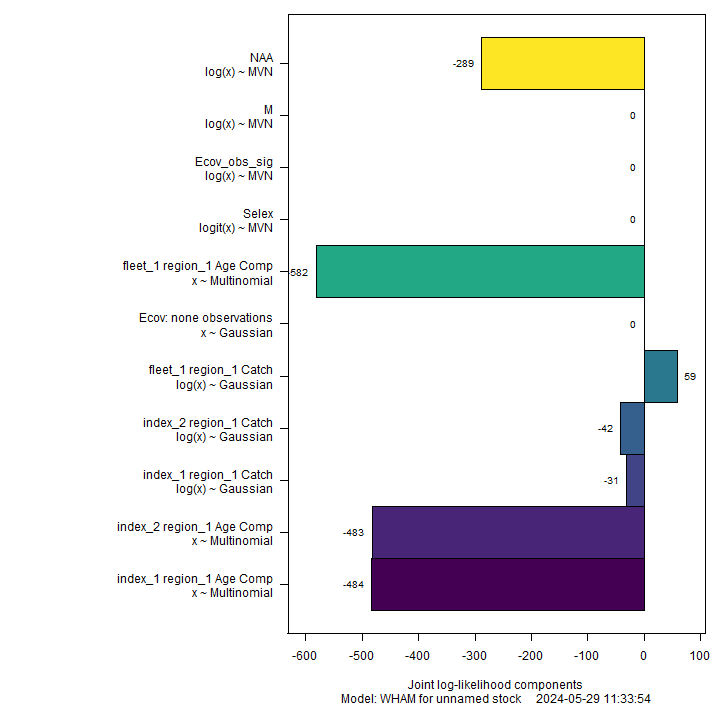 NAA
log(x) ~ MVN
-289
M
log(x) ~ MVN
0
Ecov_obs_sig
log(x) ~ MVN
0
Selex
logit(x) ~ MVN
0
fleet_1 region_1 Age Comp
x ~ Multinomial
-582
Ecov: none observations
x ~ Gaussian
0
fleet_1 region_1 Catch
log(x) ~ Gaussian
59
index_2 region_1 Catch
log(x) ~ Gaussian
-42
index_1 region_1 Catch
log(x) ~ Gaussian
-31
index_2 region_1 Age Comp
x ~ Multinomial
-483
index_1 region_1 Age Comp
x ~ Multinomial
-484
-600 -500 -400 -300 -200 -100 0 100
Joint log-likelihood components
Model: WHAM for unnamed stock 2024-05-29 11:33:54